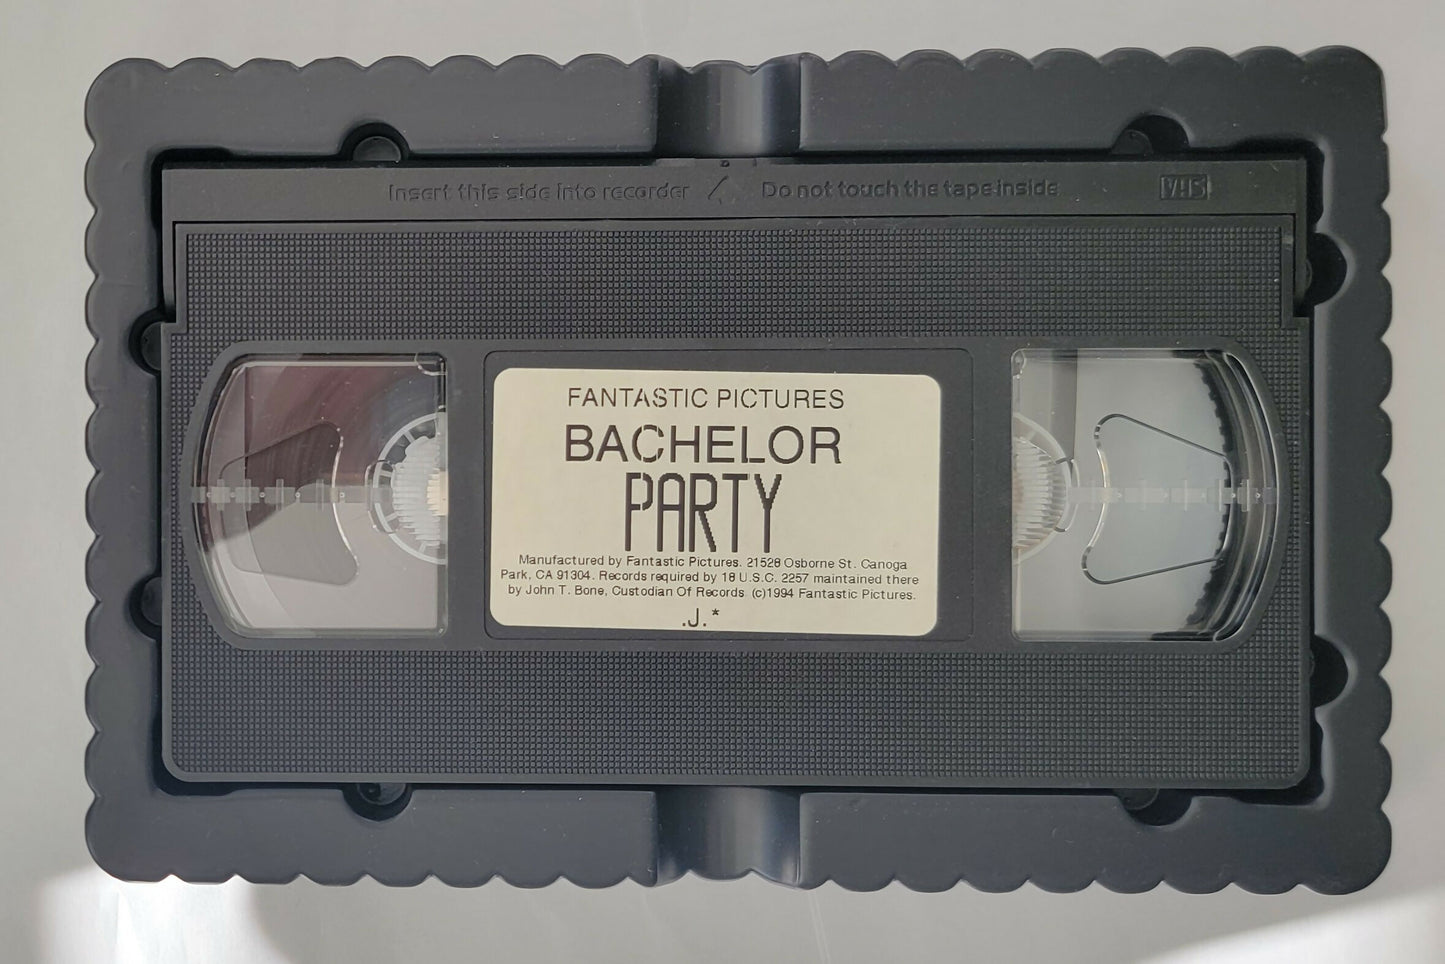 Insert this side into recorder / Do not touch the tape inside VHS
FANTASTIC PICTURES
BACHELOR
PARTY
Manufactured by Fantastic Pictures. 21528 Osborne St. Canoga
Park, CA 91304. Records required by 18 U.S.C. 2257 maintained there
by John T. Bone, Custodian Of Records. (c)1994 Fantastic Pictures.
.J.*